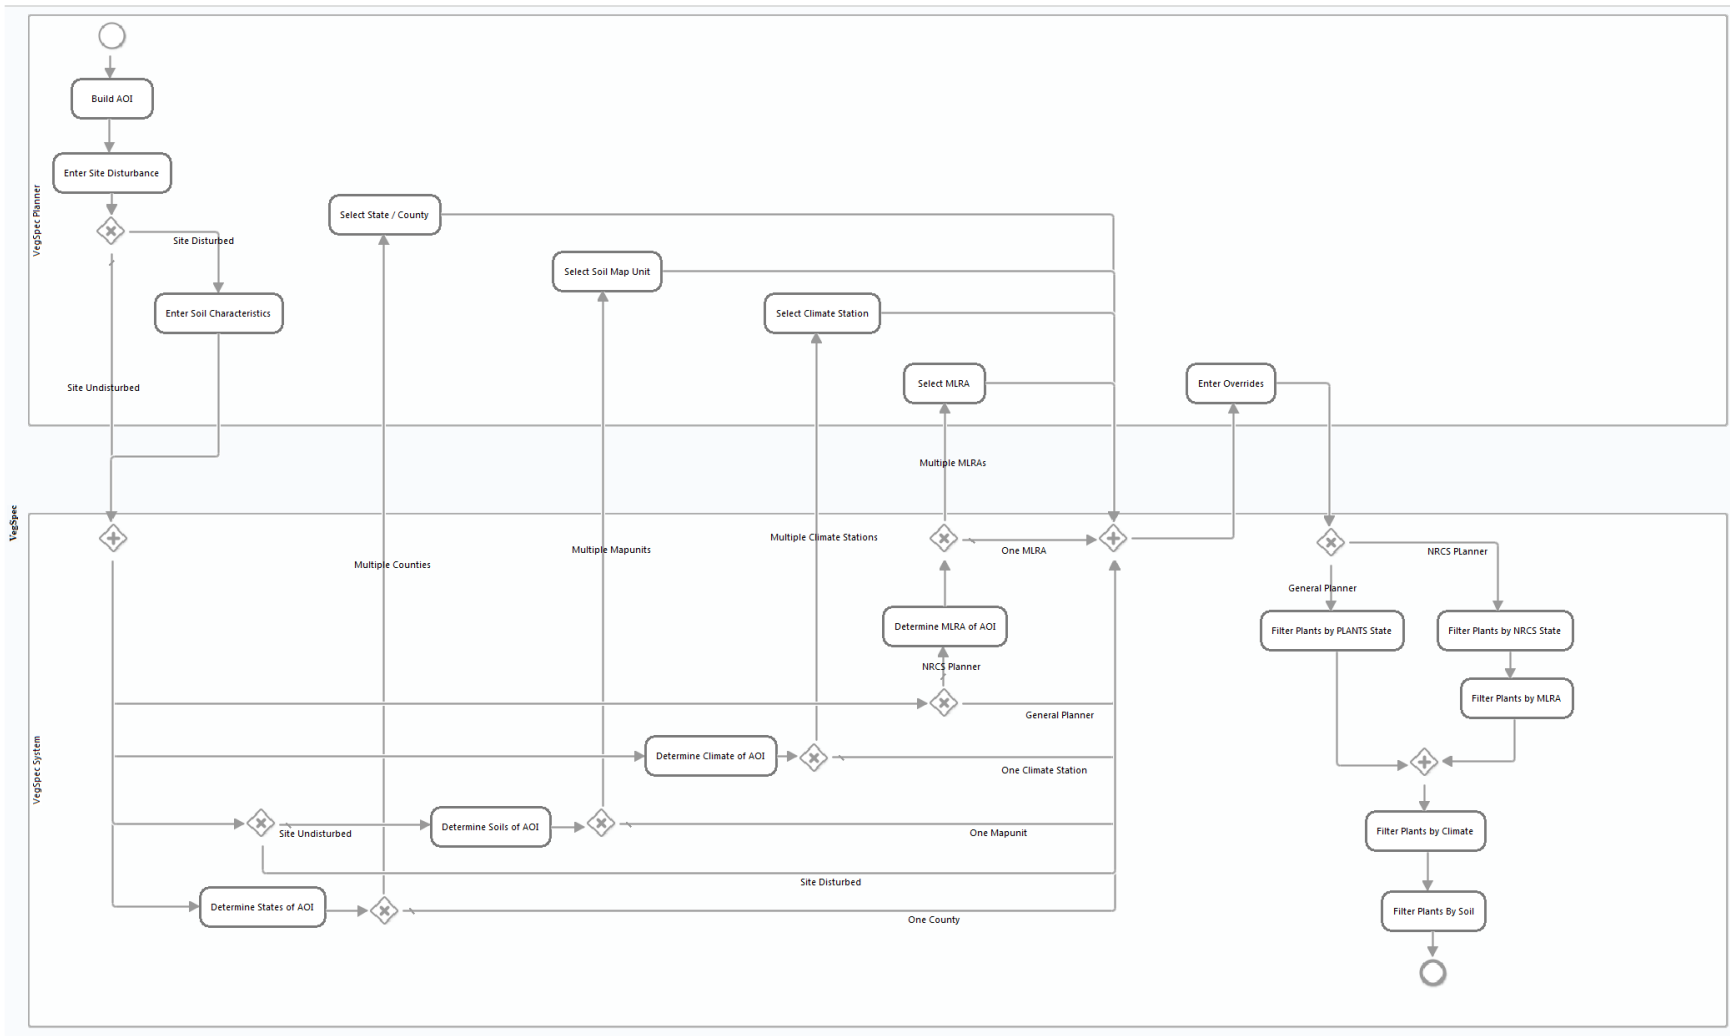 Build AOI
Enter Site Disturbance
VegSpec Planner
Site Disturbed
Select State / County
Select Soil Map Unit
Enter Soil Characteristics
Select Climate Station
Site Undisturbed
Select MLRA
Enter Overrides
Multiple MLRAs
VegSpec
Multiple Counties
Multiple Mapunits
Multiple Climate Stations
One MLRA
NRCS PLanner
General Planner
Determine MLRA of AOI
Filter Plants by PLANTS State
Filter Plants by NRCS State
NRCS Planner
Filter Plants by MLRA
General Planner
VegSpec System
Determine Climate of AOI
One Climate Station
Site Undisturbed
Determine Soils of AOI
One Mapunit
Filter Plants by Climate
Site Disturbed
Determine States of AOI
One County
Filter Plants By Soil